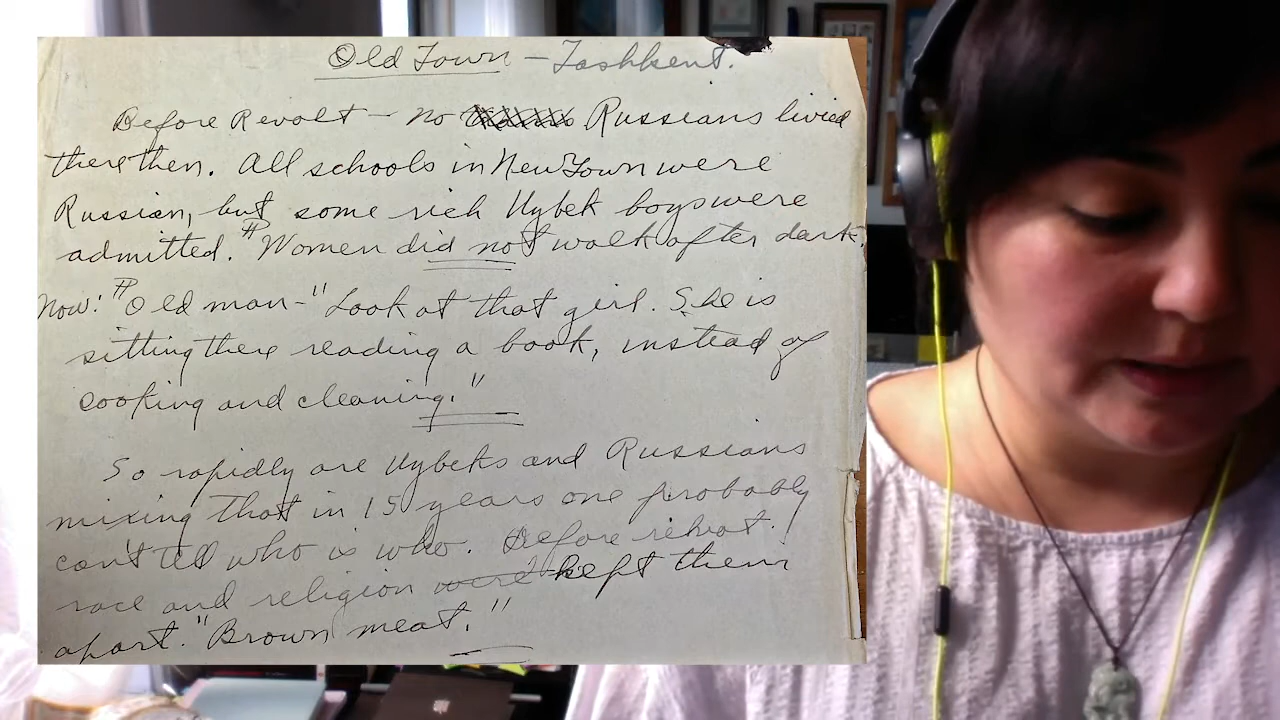 Old Town - Tashkent.
Before Revolt - no Russians livied
there then. All schools in New Town were
Russian, but some rich Uzbek boys were
admitted. "Women did not walk after dark.
Now: "Old man - "Look at that girl. She is
sitting there reading a book, instead of
cooking and cleaning."
So rapidly are Uzbeks and Russians
mixing that in 15 years one probably
can't tell who is who. Before
race and religion were kept them
apart. "Brown meat."